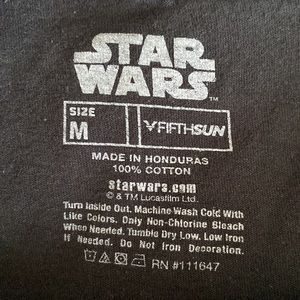 STAR
WARS
TM
SIZE
M
FIFTHSUN
MADE IN HONDURAS
100% COTTON
starwars.com
© & TM Lucasfilm Ltd.
Turn Inside Out. Machine Wash Cold With
Like Colors. Only Non-Chlorine Bleach
When Needed. Tumble Dry Low. Low Iron
If Needed. Do Not Iron Decoration.
RN #111647